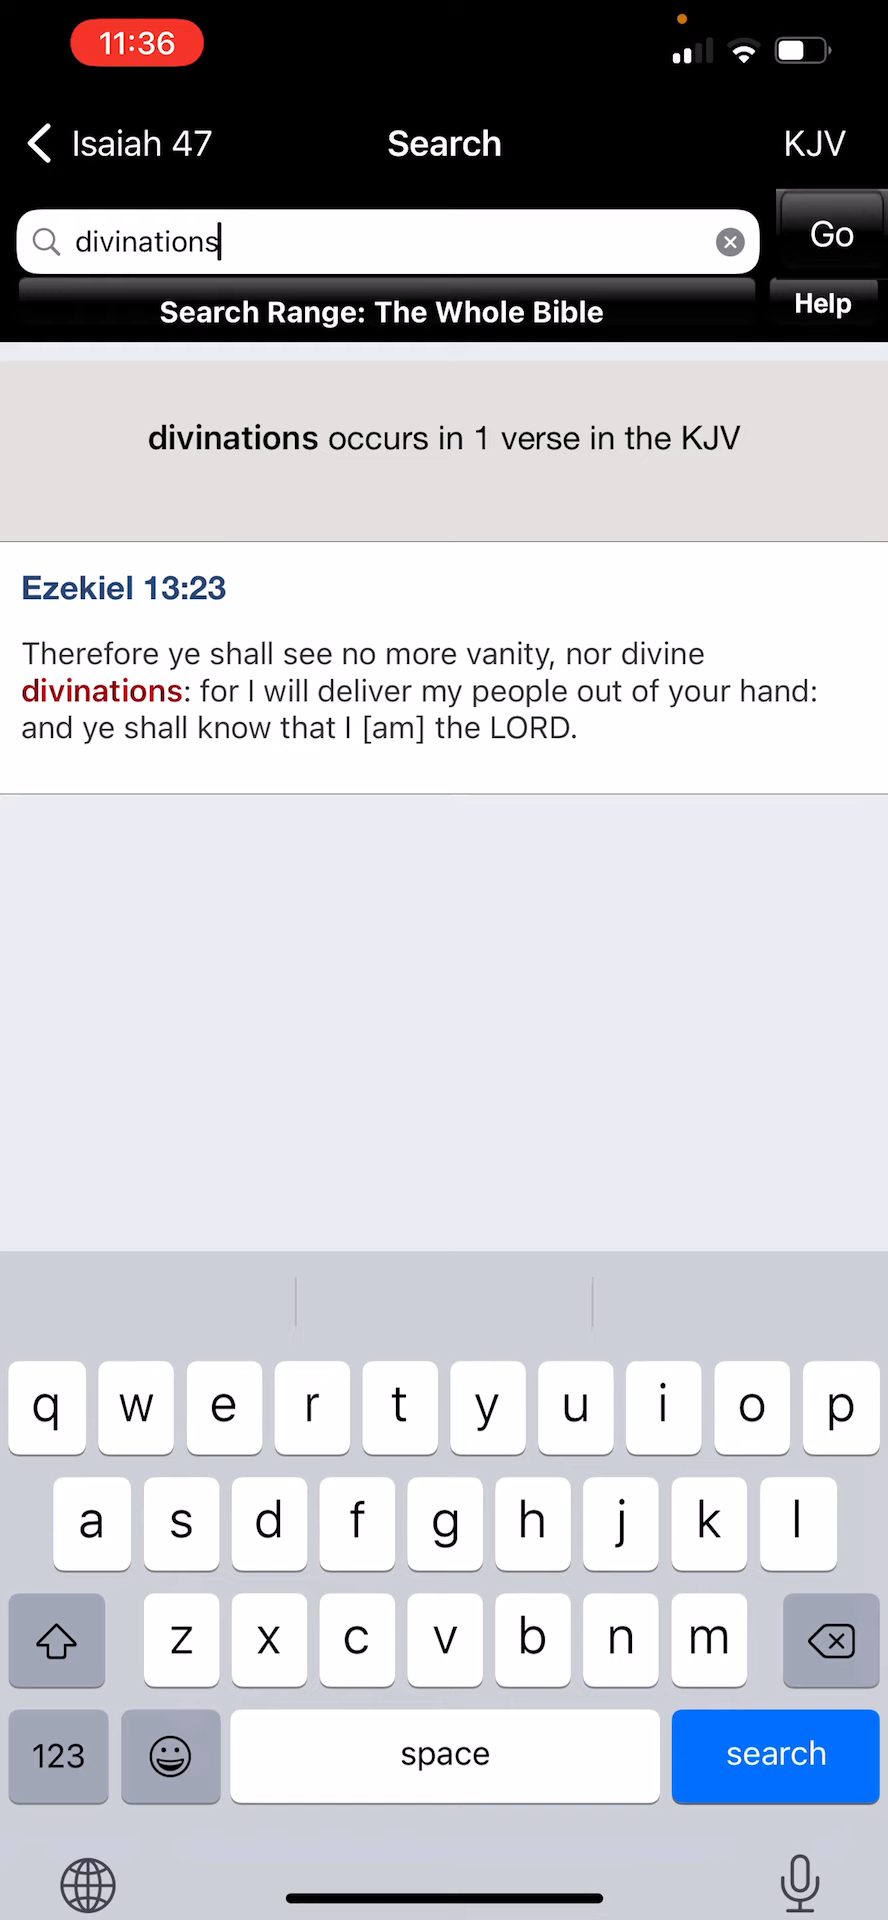 11:36
Isaiah 47
Search
KJV
divinations
Go
Search Range: The Whole Bible
Help
divinations occurs in 1 verse in the KJV
Ezekiel 13:23
Therefore ye shall see no more vanity, nor divine
divinations: for I will deliver my people out of your hand:
and ye shall know that I [am] the LORD.
q w e r t y u i o p
a s d f g h j k l
z x c v b n m
123
space
search